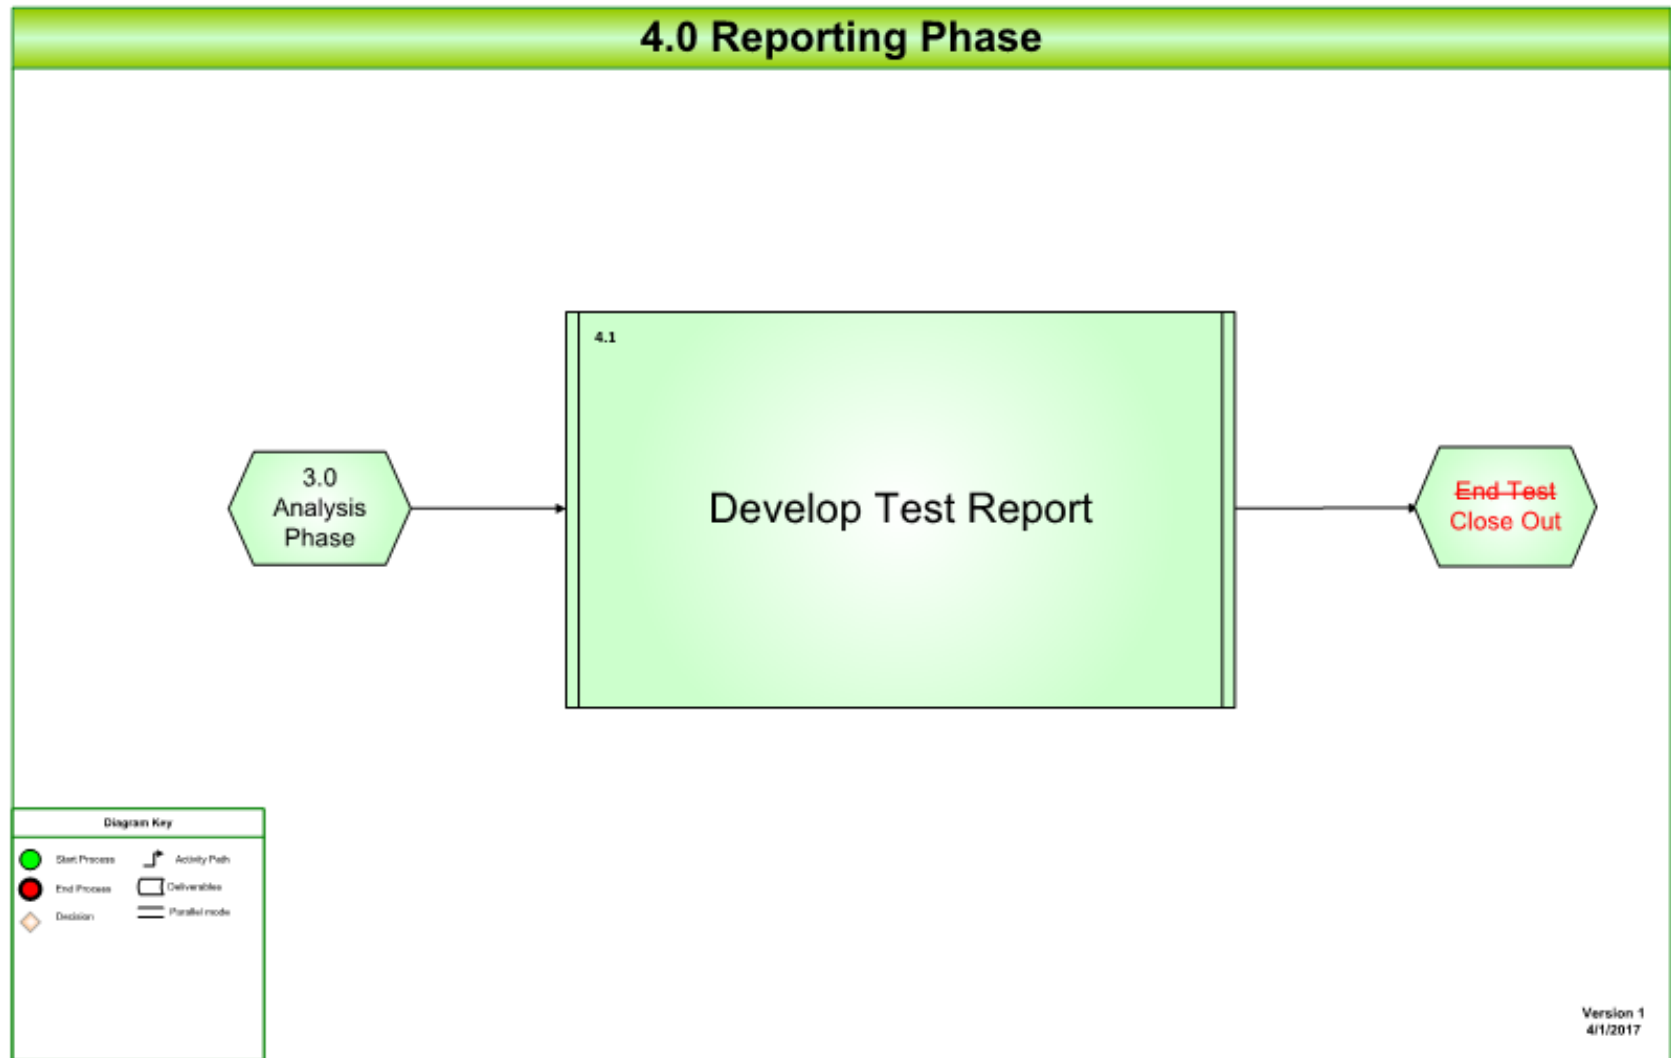 4.0 Reporting Phase
4.1
3.0
Analysis
Phase
Develop Test Report
End Test
Close Out
Diagram Key
Start Process
Activity Path
End Process
Deliverables
Decision
Parallel mode
Version 1
4/1/2017